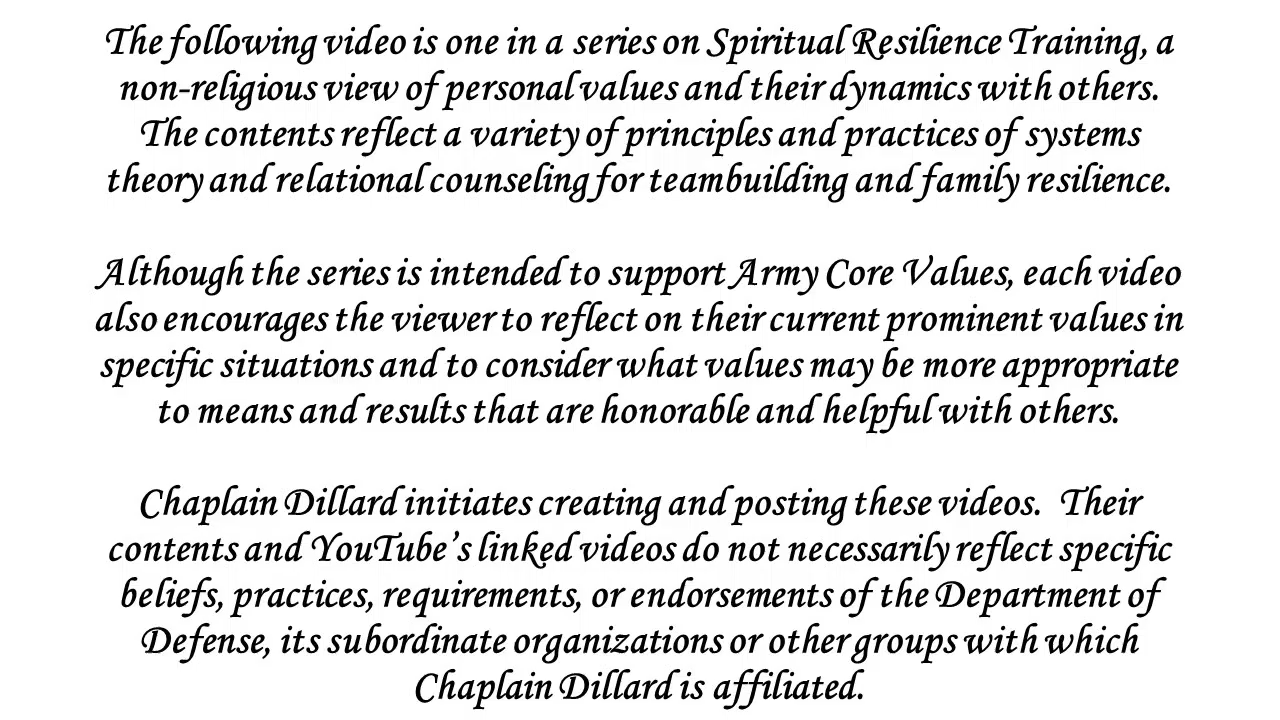 The following video is one in a series on Spiritual Resilience Training, a
non-religious view of personal values and their dynamics with others.
The contents reflect a variety of principles and practices of systems
theory and relational counseling for teambuilding and family resilience.
Although the series is intended to support Army Core Values, each video
also encourages the viewer to reflect on their current prominent values in
specific situations and to consider what values may be more appropriate
to means and results that are honorable and helpful with others.
Chaplain Dillard initiates creating and posting these videos.  Their
contents and YouTube’s linked videos do not necessarily reflect specific
beliefs, practices, requirements, or endorsements of the Department of
Defense, its subordinate organizations or other groups with which
Chaplain Dillard is affiliated.